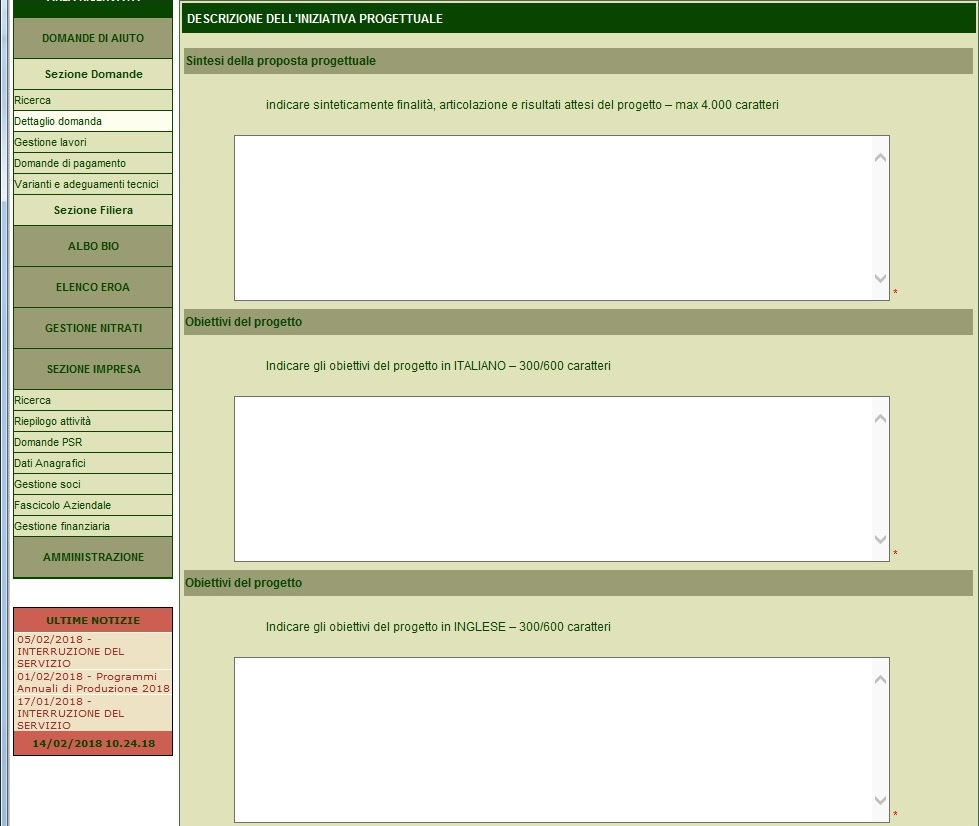 DOMANDE DI AIUTO
Sezione Domande
Ricerca
Dettaglio domanda
Gestione lavori
Domande di pagamento
Varianti e adeguamenti tecnici
Sezione Filiera
ALBO BIO
ELENCO EROA
GESTIONE NITRATI
SEZIONE IMPRESA
Ricerca
Riepilogo attività
Domande PSR
Dati Anagrafici
Gestione soci
Fascicolo Aziendale
Gestione finanziaria
AMMINISTRAZIONE
ULTIME NOTIZIE
05/02/2018 -
INTERRUZIONE DEL
SERVIZIO
01/02/2018 - Programmi
Annuali di Produzione 2018
17/01/2018 -
INTERRUZIONE DEL
SERVIZIO
14/02/2018 10.24.18
DESCRIZIONE DELL'INIZIATIVA PROGETTUALE
Sintesi della proposta progettuale
indicare sinteticamente finalità, articolazione e risultati attesi del progetto – max 4.000 caratteri
*
Obiettivi del progetto
Indicare gli obiettivi del progetto in ITALIANO – 300/600 caratteri
*
Obiettivi del progetto
Indicare gli obiettivi del progetto in INGLESE – 300/600 caratteri
*